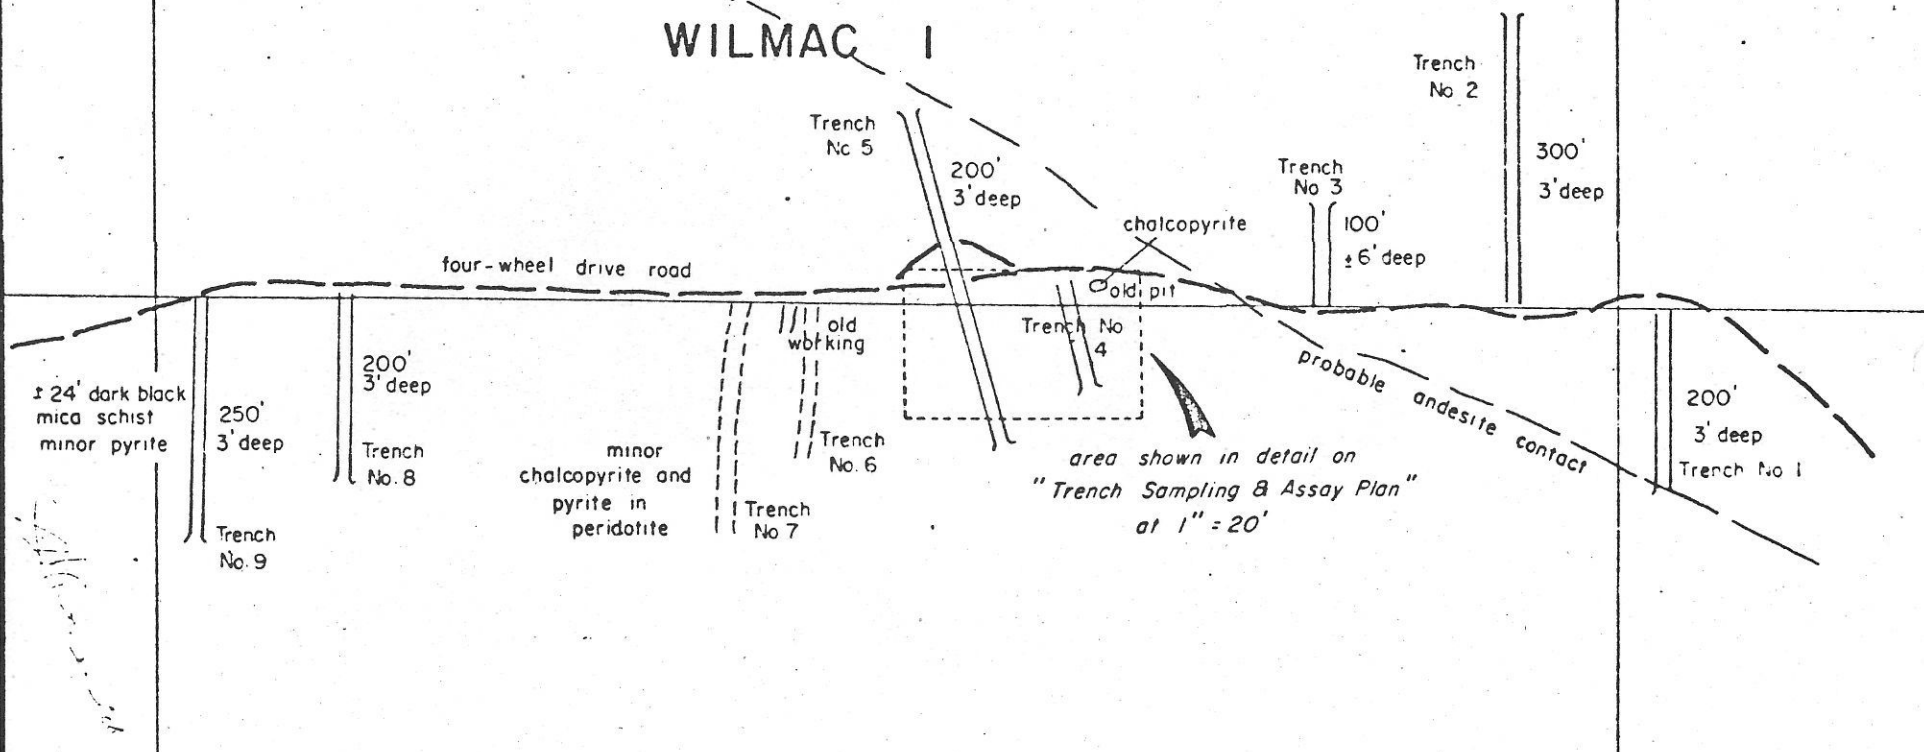 WILMAC 1
Trench
No 2
300'
3' deep
Trench
Nc 5
200'
3' deep
Trench
No 3
100'
± 6' deep
chalcopyrite
old pit
four-wheel drive road
Trench No
4
old
working
± 24' dark black
mica schist
minor pyrite
250'
3' deep
Trench
No. 9
200'
3' deep
Trench
No. 8
minor
chalcopyrite and
pyrite in
peridotite
Trench
No 7
Trench
No. 6
area shown in detail on
"Trench Sampling & Assay Plan"
at 1" = 20'
probable andesite contact
200'
3' deep
Trench No 1